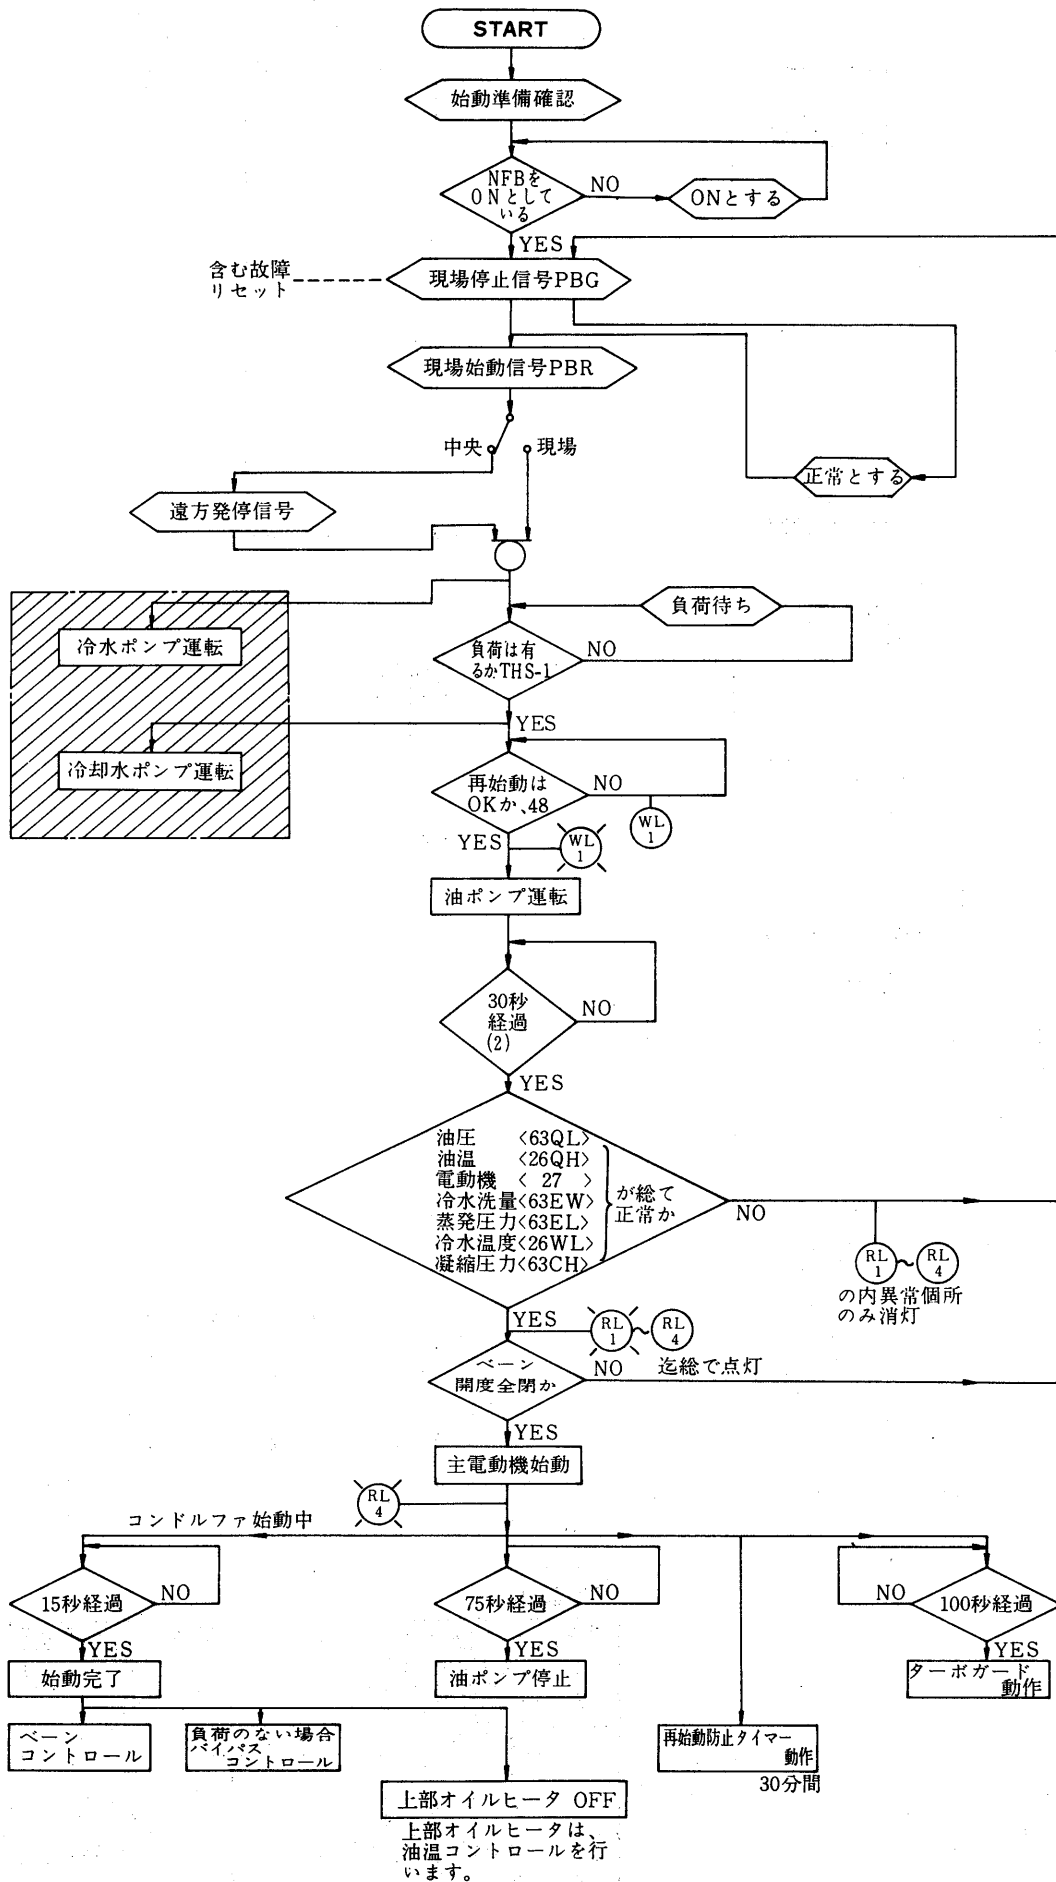 START
始動準備確認
NFBを
ONとして
いる
NO
ONとする
YES
含む故障
リセット
現場停止信号PBG
現場始動信号PBR
中央
現場
正常とする
遠方発停信号
負荷待ち
冷水ポンプ運転
負荷は有
るかTHS-1
NO
YES
冷却水ポンプ運転
再始動は
OKか、48
NO
WL
1
YES
WL
1
油ポンプ運転
30秒
経過
(2)
NO
YES
油圧 <63QL>
油温 <26QH>
電動機 < 27 >
冷水洗量<63EW>
蒸発圧力<63EL>
冷水温度<26WL>
凝縮圧力<63CH>
が総て
正常か
NO
RL
1
~
RL
4
の内異常個所
のみ消灯
YES
RL
1
~
RL
4
迄総で点灯
ベーン
開度全閉か
NO
YES
主電動機始動
RL
4
コンドルファ始動中
15秒経過
NO
75秒経過
NO
NO
100秒経過
YES
YES
YES
始動完了
油ポンプ停止
ターボガード
動作
ベーン
コントロール
負荷のない場合
バイパス
コントロール
再始動防止タイマー
動作
30分間
上部オイルヒータ OFF
上部オイルヒータは、
油温コントロールを行
います。